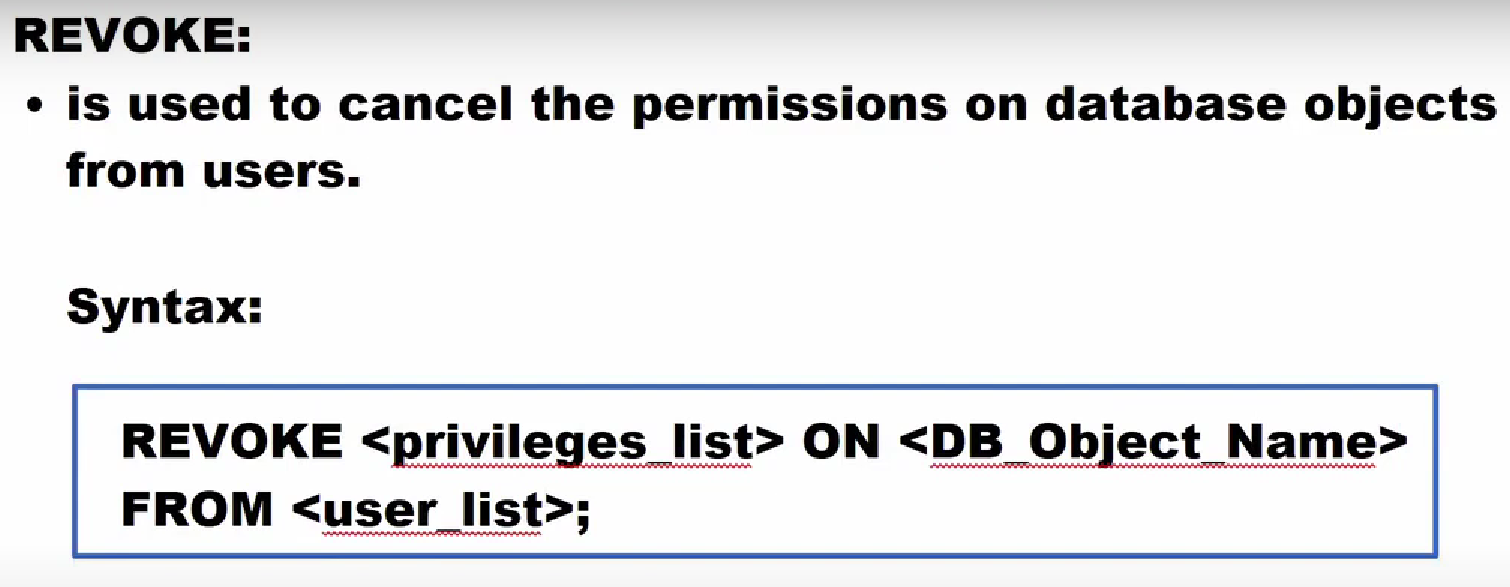 REVOKE:
• is used to cancel the permissions on database objects
from users.
Syntax:
REVOKE <privileges_list> ON <DB_Object_Name>
FROM <user_list>;